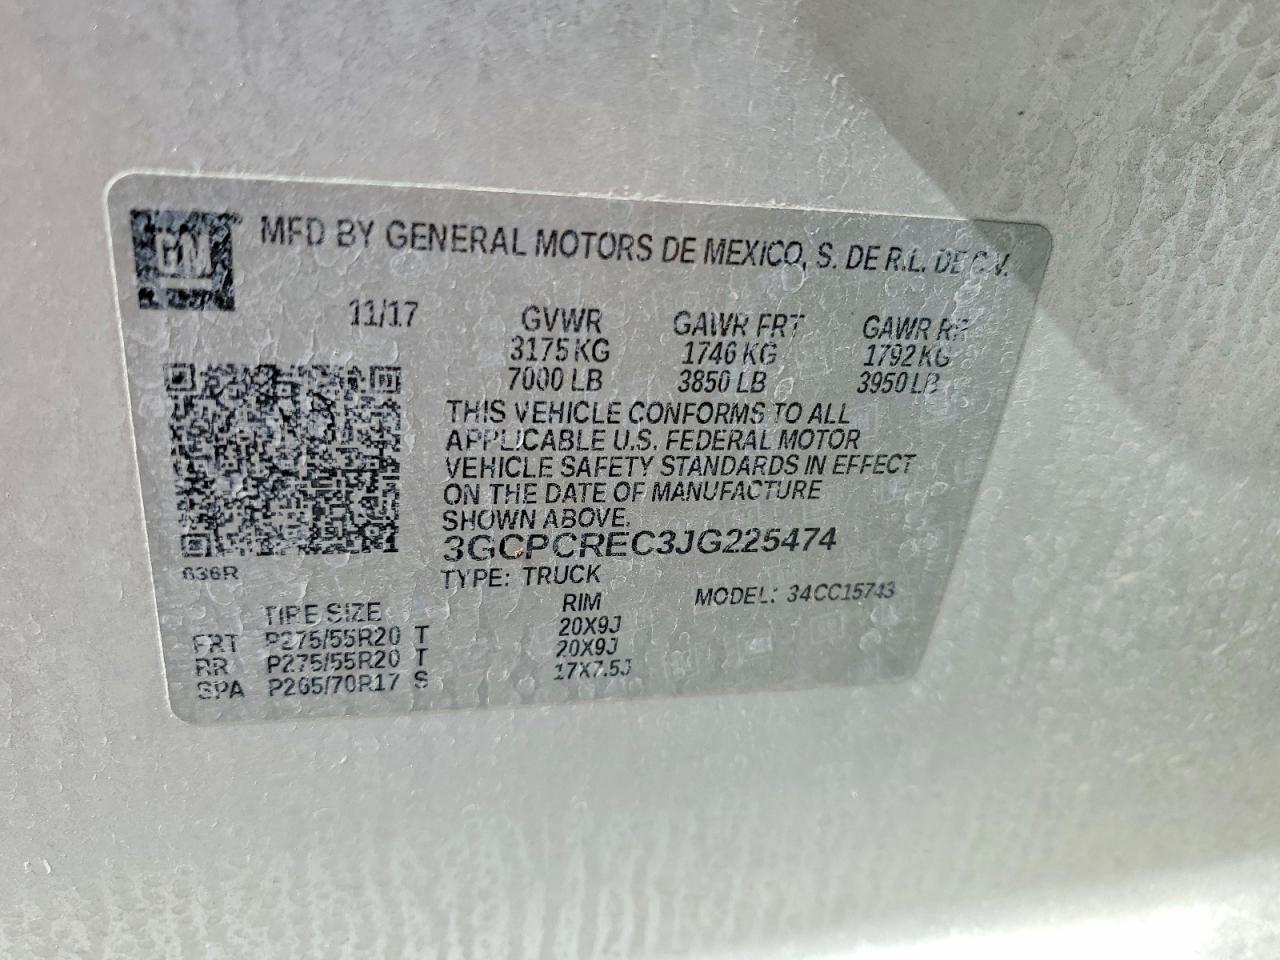 GM
MFD BY GENERAL MOTORS DE MEXICO, S. DE R.L. DE C.V.
11/17 GVWR GAWR FRT GAWR RR
3175 KG 1746 KG 1792 KG
7000 LB 3850 LB 3950 LB
THIS VEHICLE CONFORMS TO ALL
APPLICABLE U.S. FEDERAL MOTOR
VEHICLE SAFETY STANDARDS IN EFFECT
ON THE DATE OF MANUFACTURE
SHOWN ABOVE.
3GCPCREC3JG225474
636R TYPE: TRUCK MODEL: 34CC15743
TIRE SIZE RIM
FRT P275/55R20 T 20X9J
RR P275/55R20 T 20X9J
SPA P265/70R17 S 17X7.5J